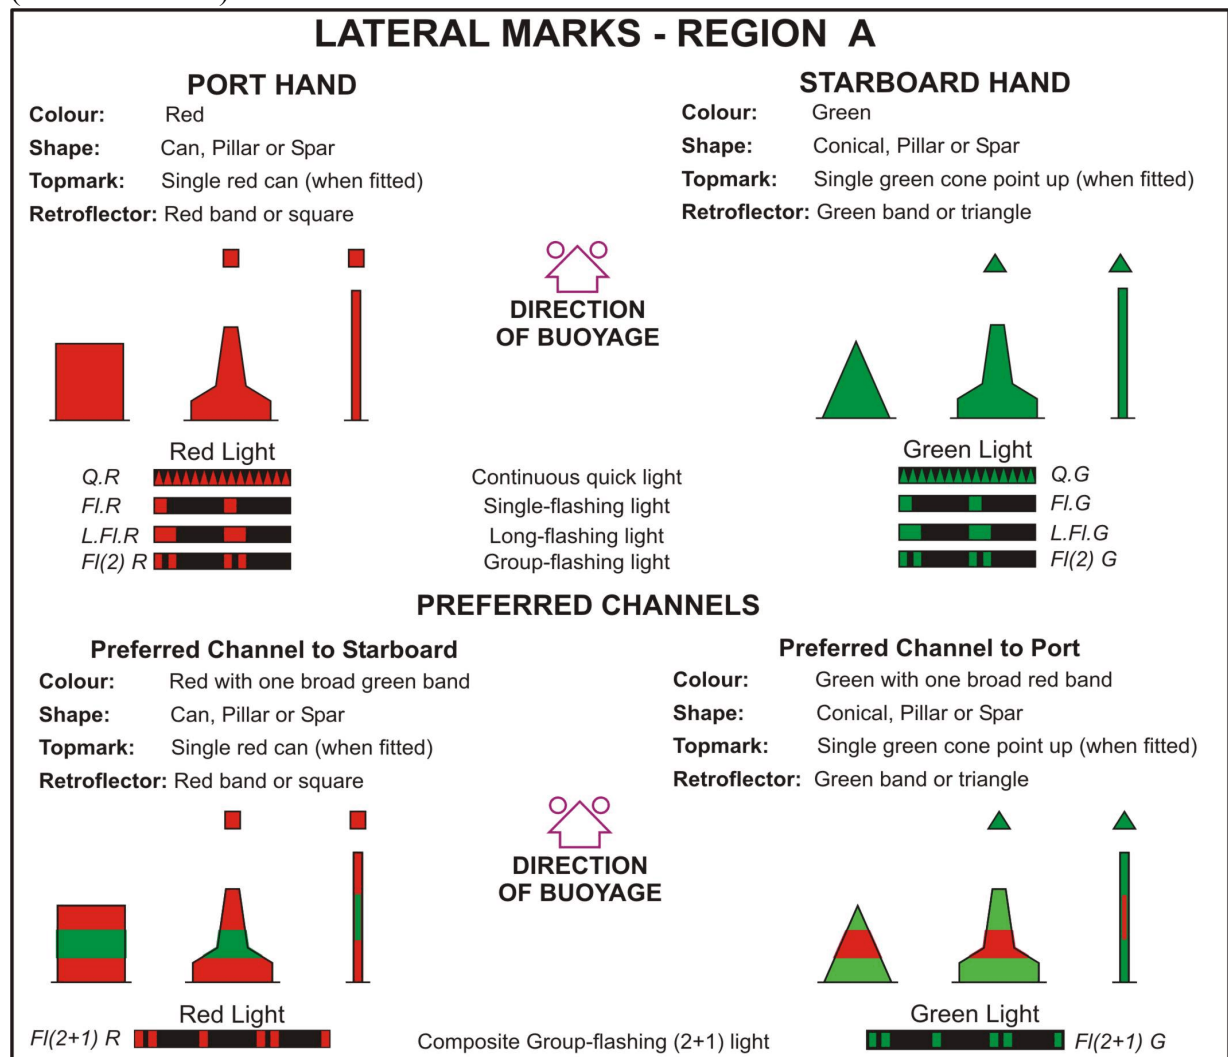 LATERAL MARKS - REGION A
PORT HAND
Colour: Red
Shape: Can, Pillar or Spar
Topmark: Single red can (when fitted)
Retroflector: Red band or square
STARBOARD HAND
Colour: Green
Shape: Conical, Pillar or Spar
Topmark: Single green cone point up (when fitted)
Retroflector: Green band or triangle
DIRECTION
OF BUOYAGE
Red Light
Green Light
Q.R Continuous quick light Q.G
Fl.R Single-flashing light Fl.G
L.Fl.R Long-flashing light L.Fl.G
Fl(2) R Group-flashing light Fl(2) G
PREFERRED CHANNELS
Preferred Channel to Starboard
Colour: Red with one broad green band
Shape: Can, Pillar or Spar
Topmark: Single red can (when fitted)
Retroflector: Red band or square
Preferred Channel to Port
Colour: Green with one broad red band
Shape: Conical, Pillar or Spar
Topmark: Single green cone point up (when fitted)
Retroflector: Green band or triangle
DIRECTION
OF BUOYAGE
Red Light
Green Light
Fl(2+1) R Composite Group-flashing (2+1) light Fl(2+1) G